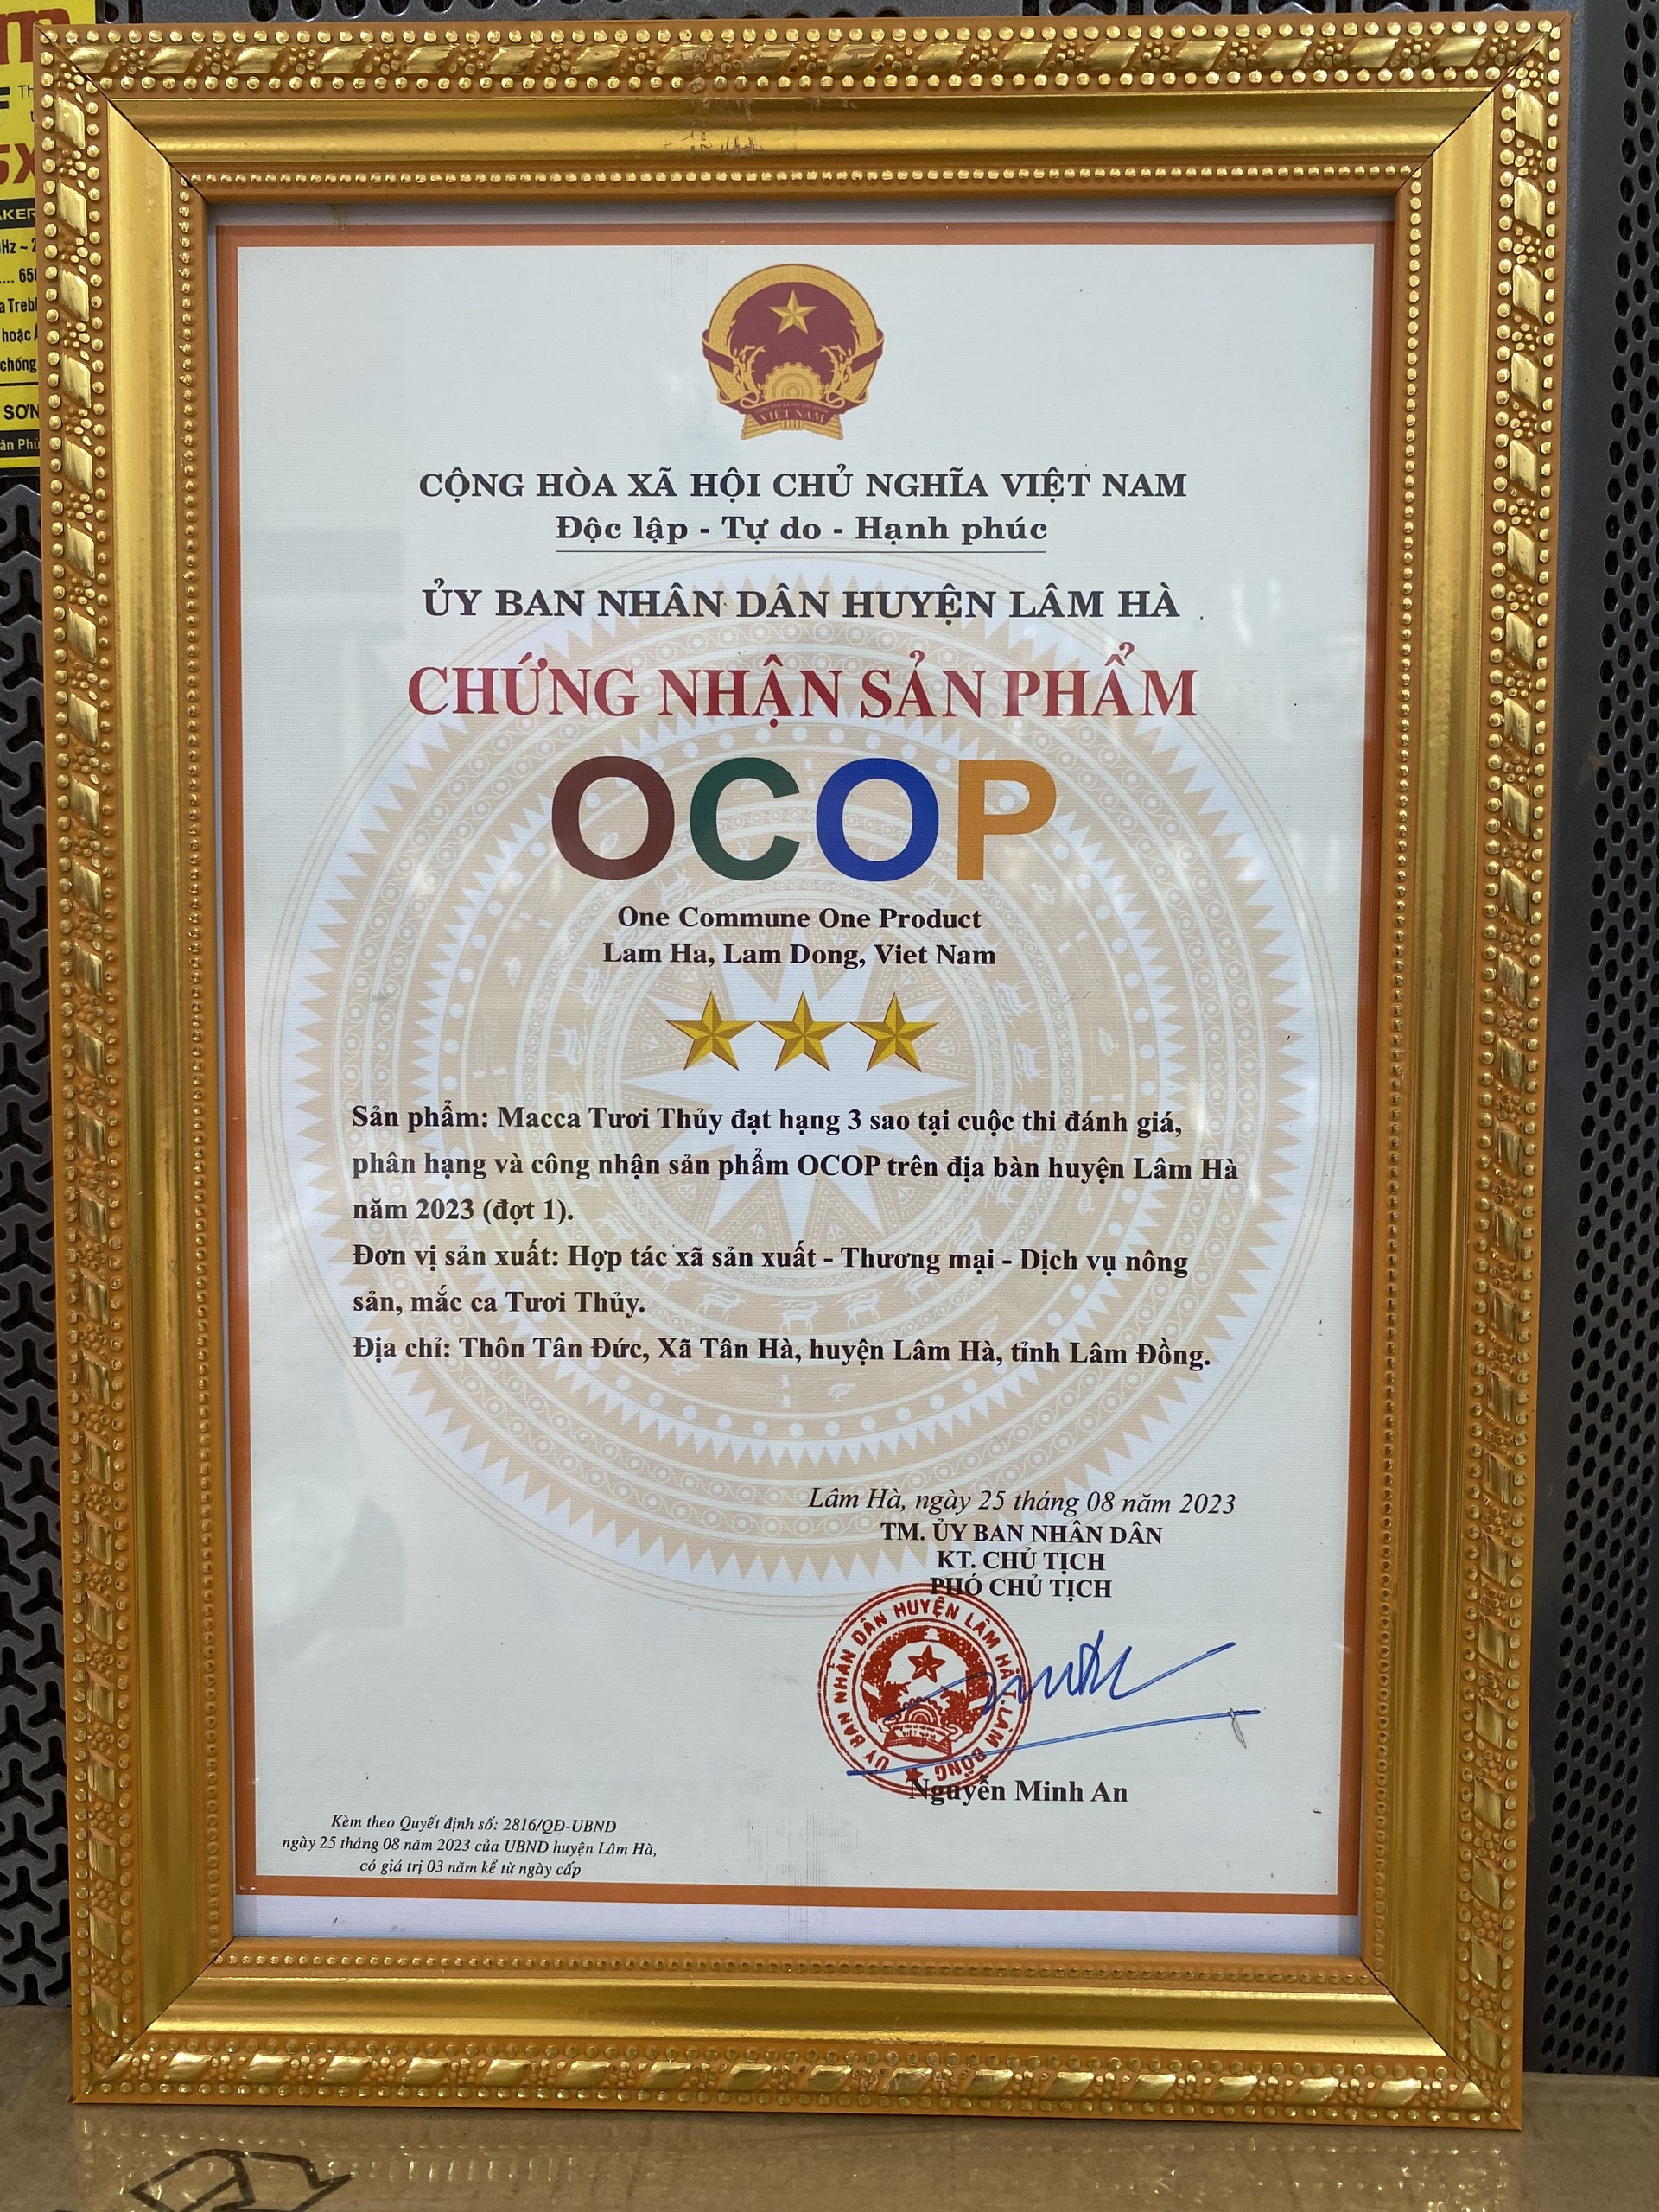 CỘNG HÒA XÃ HỘI CHỦ NGHĨA VIỆT NAM
Độc lập - Tự do - Hạnh phúc
ỦY BAN NHÂN DÂN HUYỆN LÂM HÀ
CHỨNG NHẬN SẢN PHẨM
OCOP
One Commune One Product
Lam Ha, Lam Dong, Viet Nam
Sản phẩm: Macca Tươi Thủy đạt hạng 3 sao tại cuộc thi đánh giá,
phân hạng và công nhận sản phẩm OCOP trên địa bàn huyện Lâm Hà
năm 2023 (đợt 1).
Đơn vị sản xuất: Hợp tác xã sản xuất - Thương mại - Dịch vụ nông
sản, mắc ca Tươi Thủy.
Địa chỉ: Thôn Tân Đức, Xã Tân Hà, huyện Lâm Hà, tỉnh Lâm Đồng.
Lâm Hà, ngày 25 tháng 08 năm 2023
TM. ỦY BAN NHÂN DÂN
KT. CHỦ TỊCH
PHÓ CHỦ TỊCH
ỦY BAN NHÂN DÂN HUYỆN LÂM HÀ T.LÂM ĐỒNG
Nguyễn Minh An
Kèm theo Quyết định số: 2816/QĐ-UBND
ngày 25 tháng 08 năm 2023 của UBND huyện Lâm Hà,
có giá trị 03 năm kể từ ngày cấp
VIỆT NAM
hoặc
chống
SƠN